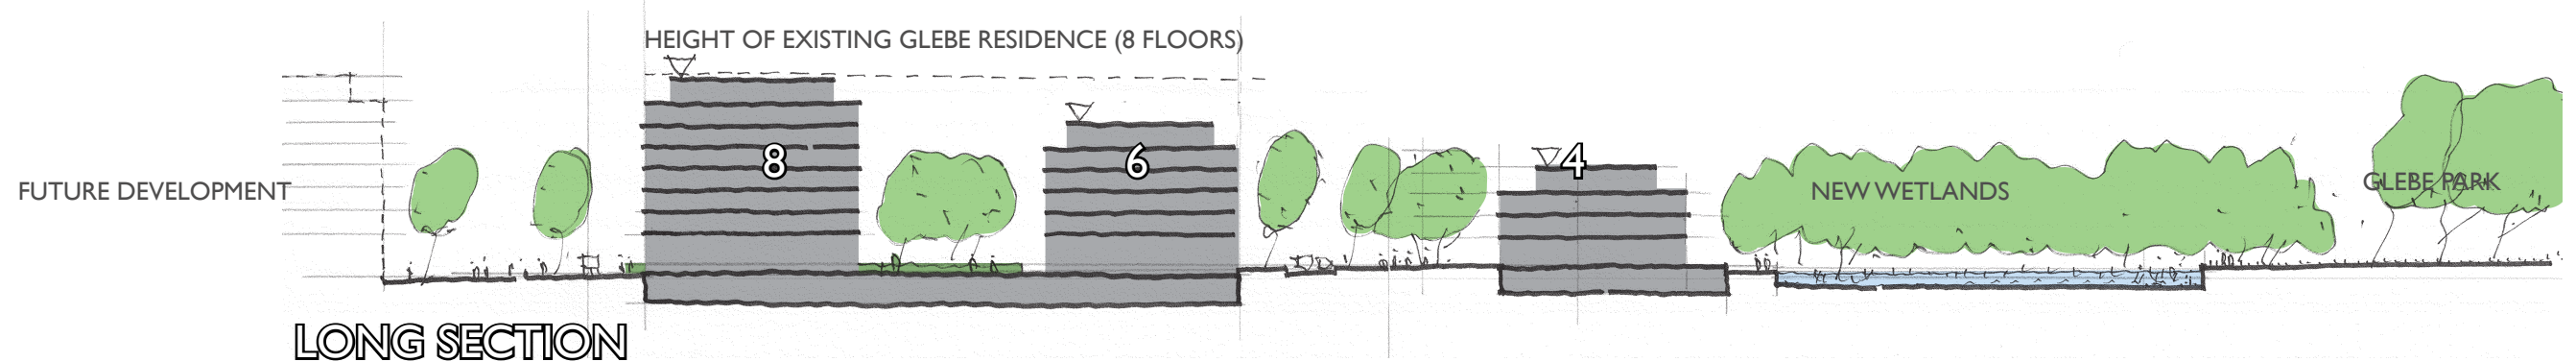 HEIGHT OF EXISTING GLEBE RESIDENCE (8 FLOORS)
8
6
4
FUTURE DEVELOPMENT
NEW WETLANDS
GLEBE PARK
LONG SECTION